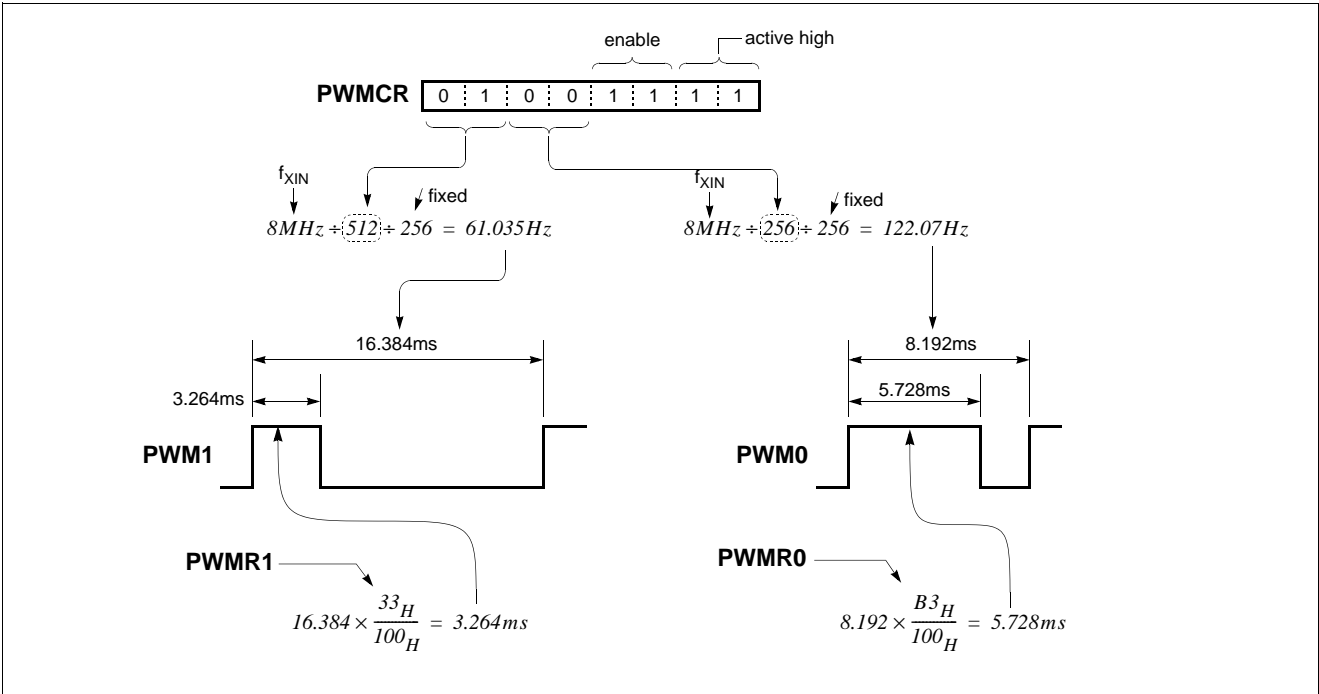 enable
active high
PWMCR 0 1 0 0 1 1 1 1
fXIN
fixed
8MHz ÷ 512 ÷ 256 = 61.035Hz
fXIN
fixed
8MHz ÷ 256 ÷ 256 = 122.07Hz
16.384ms
3.264ms
PWM1
8.192ms
5.728ms
PWM0
PWMR1
16.384 × 33H / 100H = 3.264ms
PWMR0
8.192 × B3H / 100H = 5.728ms